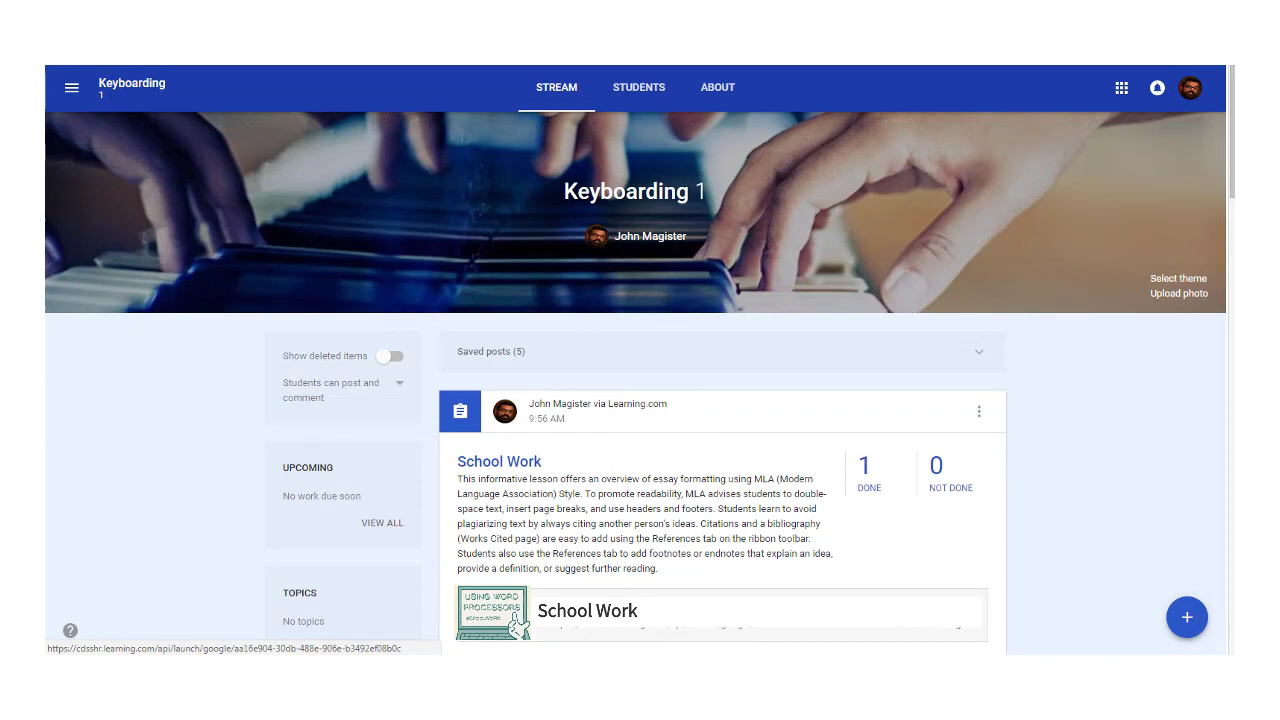 Keyboarding
1
STREAM
STUDENTS
ABOUT
Keyboarding 1
John Magister
Select theme
Upload photo
Show deleted items
Students can post and
comment
UPCOMING
No work due soon
VIEW ALL
TOPICS
No topics
Saved posts (5)
John Magister via Learning.com
9:56 AM
School Work
This informative lesson offers an overview of essay formatting using MLA (Modern
Language Association) Style. To promote readability, MLA advises students to double-
space text, insert page breaks, and use headers and footers. Students learn to avoid
plagiarizing text by always citing another person's ideas. Citations and a bibliography
(Works Cited page) are easy to add using the References tab on the ribbon toolbar.
Students also use the References tab to add footnotes or endnotes that explain an idea,
provide a definition, or suggest further reading.
1
DONE
0
NOT DONE
USING WORD
PROCESSORS
School Work
+
?
https://cdsshr.learning.com/api/launch/google/aa16e904-30db-488e-906e-b3492ef08b0c